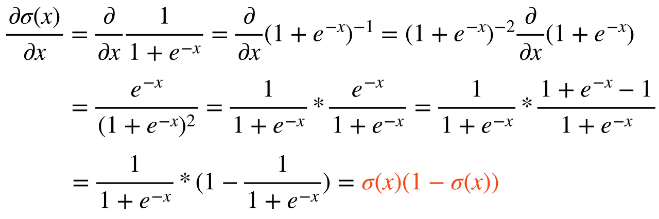 ∂σ(x)/∂x = ∂/∂x 1/(1 + e^{-x}) = ∂/∂x (1 + e^{-x})^{-1} = (1 + e^{-x})^{-2} ∂/∂x (1 + e^{-x})
= e^{-x}/(1 + e^{-x})^2 = 1/(1 + e^{-x}) * e^{-x}/(1 + e^{-x}) = 1/(1 + e^{-x}) * (1 + e^{-x} − 1)/(1 + e^{-x})
= 1/(1 + e^{-x}) * (1 − 1/(1 + e^{-x})) = σ(x)(1 − σ(x))